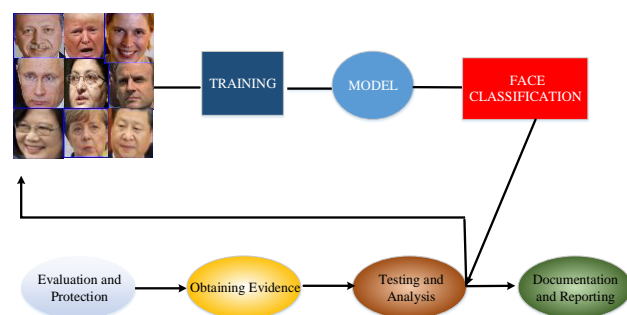 TRAINING
MODEL
FACE
CLASSIFICATION
Evaluation and
Protection
Obtaining Evidence
Testing and
Analysis
Documentation
and Reporting